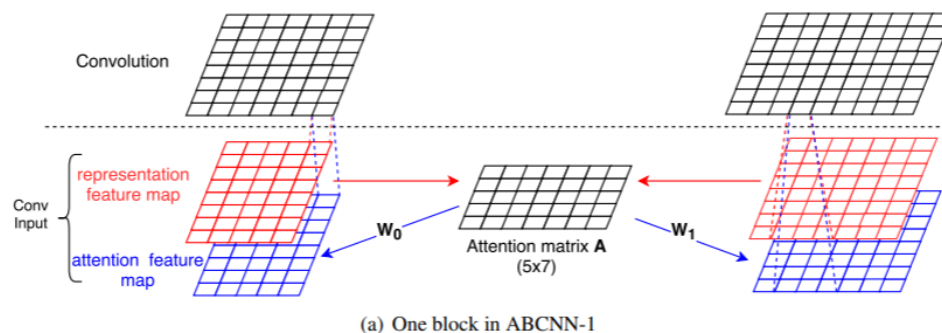 Convolution
representation
feature map
Conv
Input
attention feature
map
W0
Attention matrix A
(5x7)
W1
(a) One block in ABCNN-1